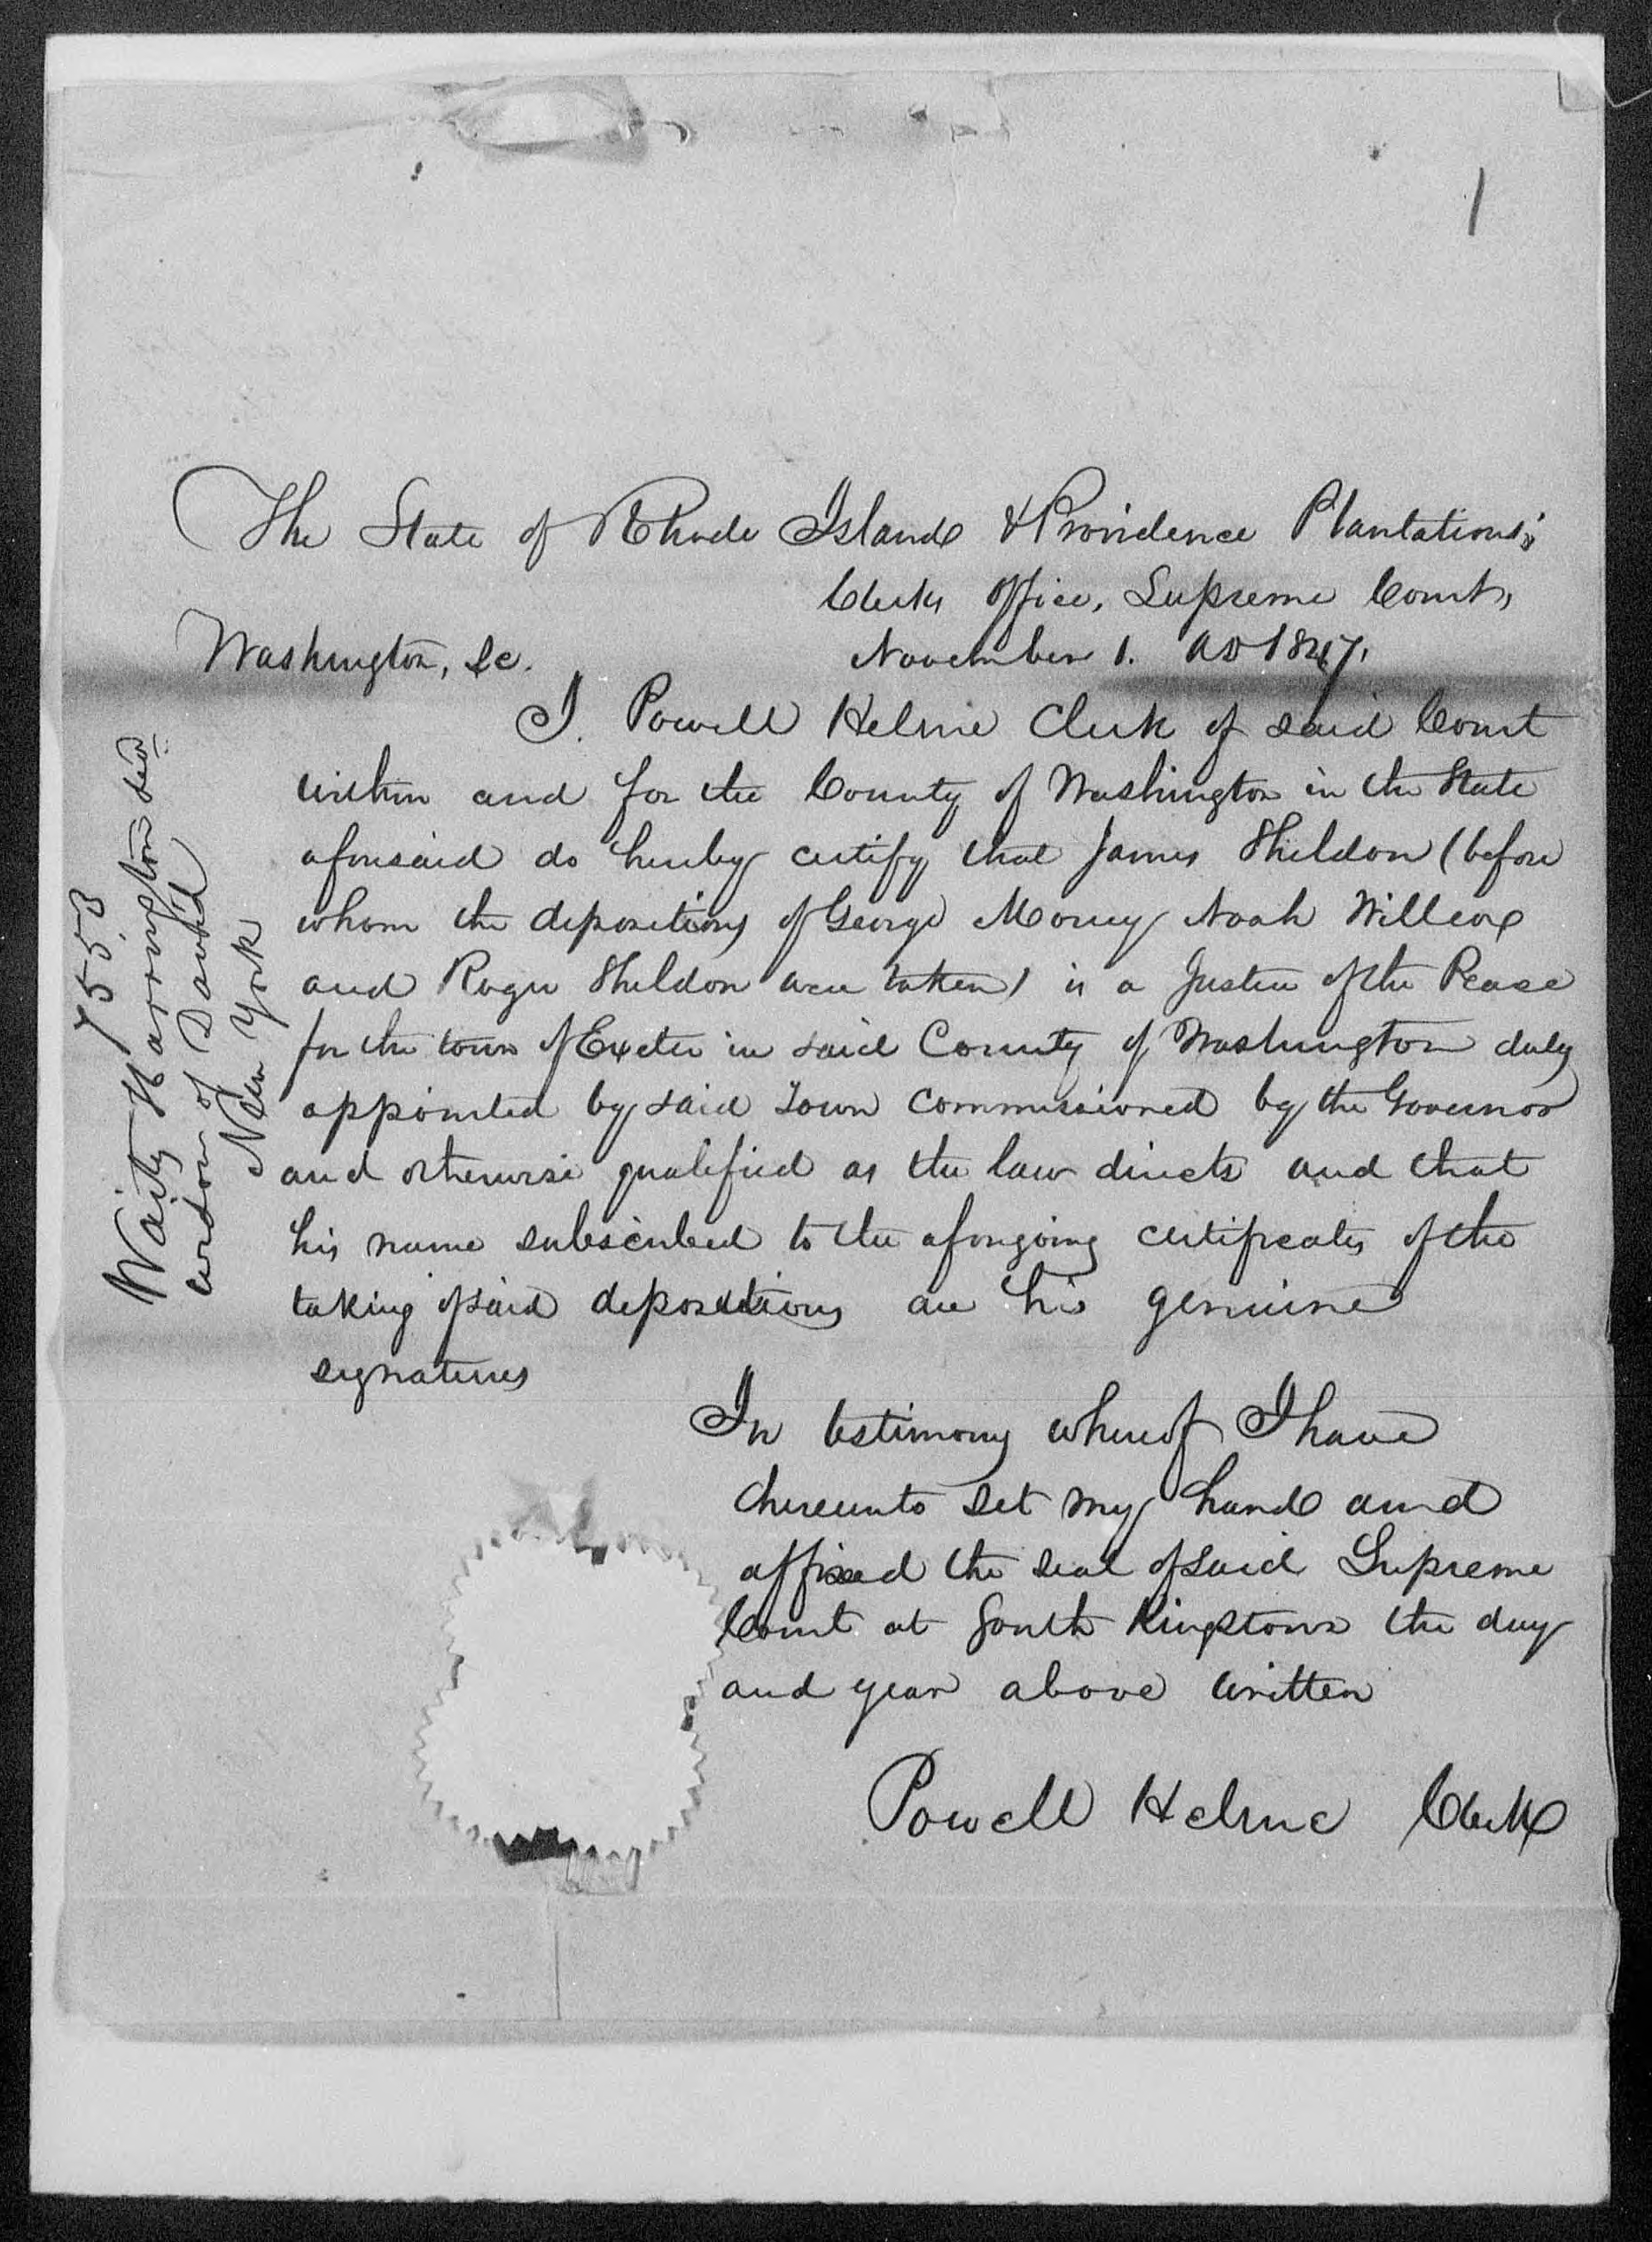 1
The State of Rhode Island & Providence Plantations;
Clerks Office, Supreme Court,
Washington, Sc. November 1. AD 1847.
I. Powell Helme Clerk of said Court
within and for the County of Washington in the State
aforesaid do hereby certify that James Sheldon (before
whom the depositions of George Morey Noah Willcox
and Roger Sheldon were taken) is a Justice of the Peace
for the town of Exeter in said County of Washington duly
appointed by said Town commissioned by the Governor
and otherwise qualified as the law directs and that
his name subscribed to the aforegoing certificates of the
taking of said depositions are his genuine
signatures
In testimony whereof I have
hereunto set my hand and
affixed the seal of said Supreme
Court at South Kingstown the day
and year above written
Powell Helme Clerk
7553
Waity Harrington decd
widow of David
New York